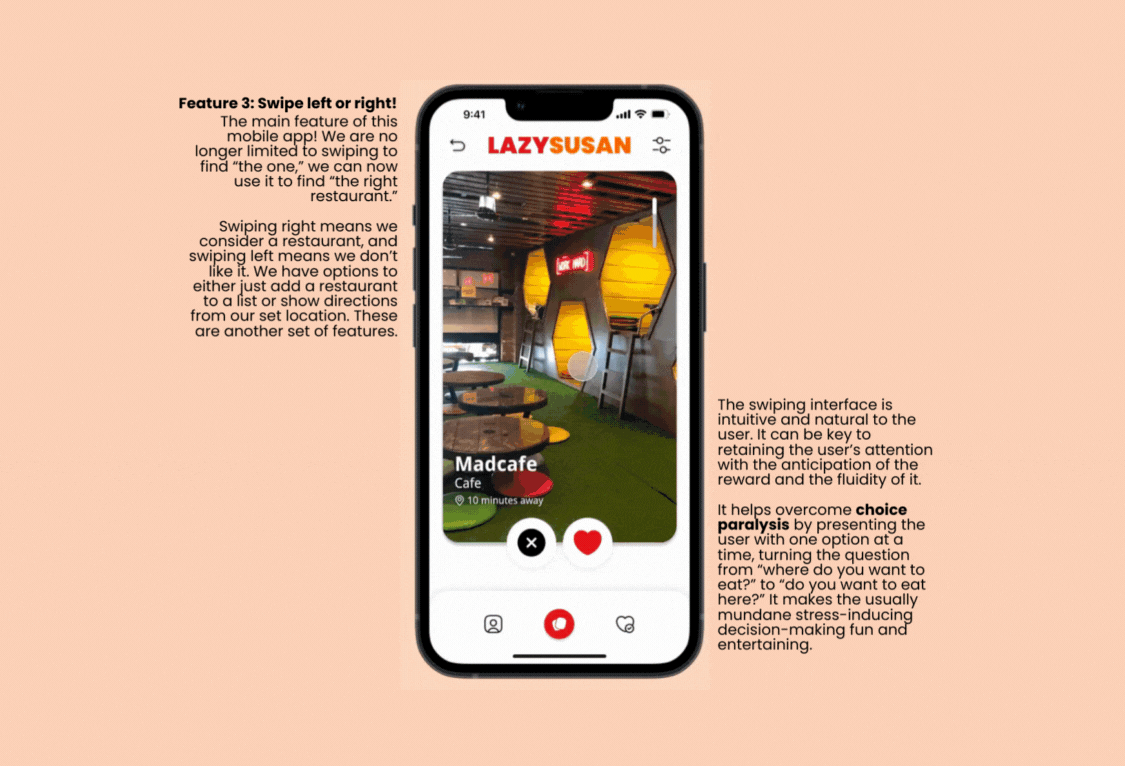 Feature 3: Swipe left or right!
The main feature of this
mobile app! We are no
longer limited to swiping to
find “the one,” we can now
use it to find “the right
restaurant.”
Swiping right means we
consider a restaurant, and
swiping left means we don’t
like it. We have options to
either just add a restaurant
to a list or show directions
from our set location. These
are another set of features.
9:41
LAZYSUSAN
Madcafe
Cafe
10 minutes away
The swiping interface is
intuitive and natural to the
user. It can be key to
retaining the user’s attention
with the anticipation of the
reward and the fluidity of it.
It helps overcome choice
paralysis by presenting the
user with one option at a
time, turning the question
from “where do you want to
eat?” to “do you want to eat
here?” It makes the usually
mundane stress-inducing
decision-making fun and
entertaining.